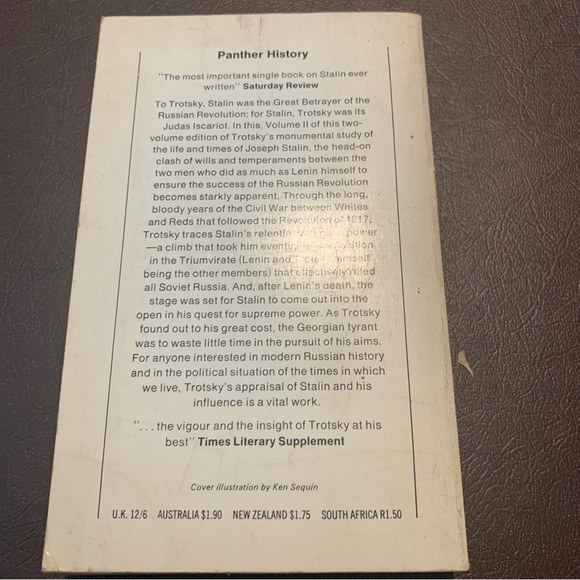 Panther History
"The most important single book on Stalin ever
written" Saturday Review
To Trotsky, Stalin was the Great Betrayer of the
Russian Revolution; for Stalin, Trotsky was its
Judas Iscariot. In this, Volume II of this two-
volume edition of Trotsky's monumental study of
the life and times of Joseph Stalin, the head-on
clash of wills and temperaments between the
two men who did as much as Lenin himself to
ensure the success of the Russian Revolution
becomes starkly apparent. Through the long,
bloody years of the Civil War between Whites
and Reds that followed the Revolution of 1917,
Trotsky traces Stalin's power
—a climb that took him
in the Triumvirate (Lenin and himself
being the other members) that effectively ruled
all Soviet Russia. And, after Lenin's death, the
stage was set for Stalin to come out into the
open in his quest for supreme power. As Trotsky
found out to his great cost, the Georgian tyrant
was to waste little time in the pursuit of his aims.
For anyone interested in modern Russian history
and in the political situation of the times in which
we live, Trotsky's appraisal of Stalin and his
influence is a vital work.
"... the vigour and the insight of Trotsky at his
best" Times Literary Supplement
Cover illustration by Ken Sequin
U.K. 12/6 AUSTRALIA $1.90 NEW ZEALAND $1.75 SOUTH AFRICA R1.50